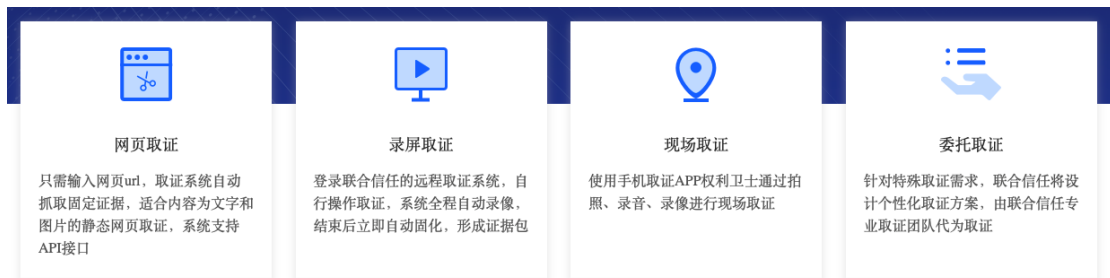 网页取证
只需输入网页url，取证系统自动
抓取固定证据，适合内容为文字和
图片的静态网页取证，系统支持
API接口
录屏取证
登录联合信任的远程取证系统，自
行操作取证，系统全程自动录像，
结束后立即自动固化，形成证据包
现场取证
使用手机取证APP权利卫士通过拍
照、录音、录像进行现场取证
委托取证
针对特殊取证需求，联合信任将设
计个性化取证方案，由联合信任专
业取证团队代为取证